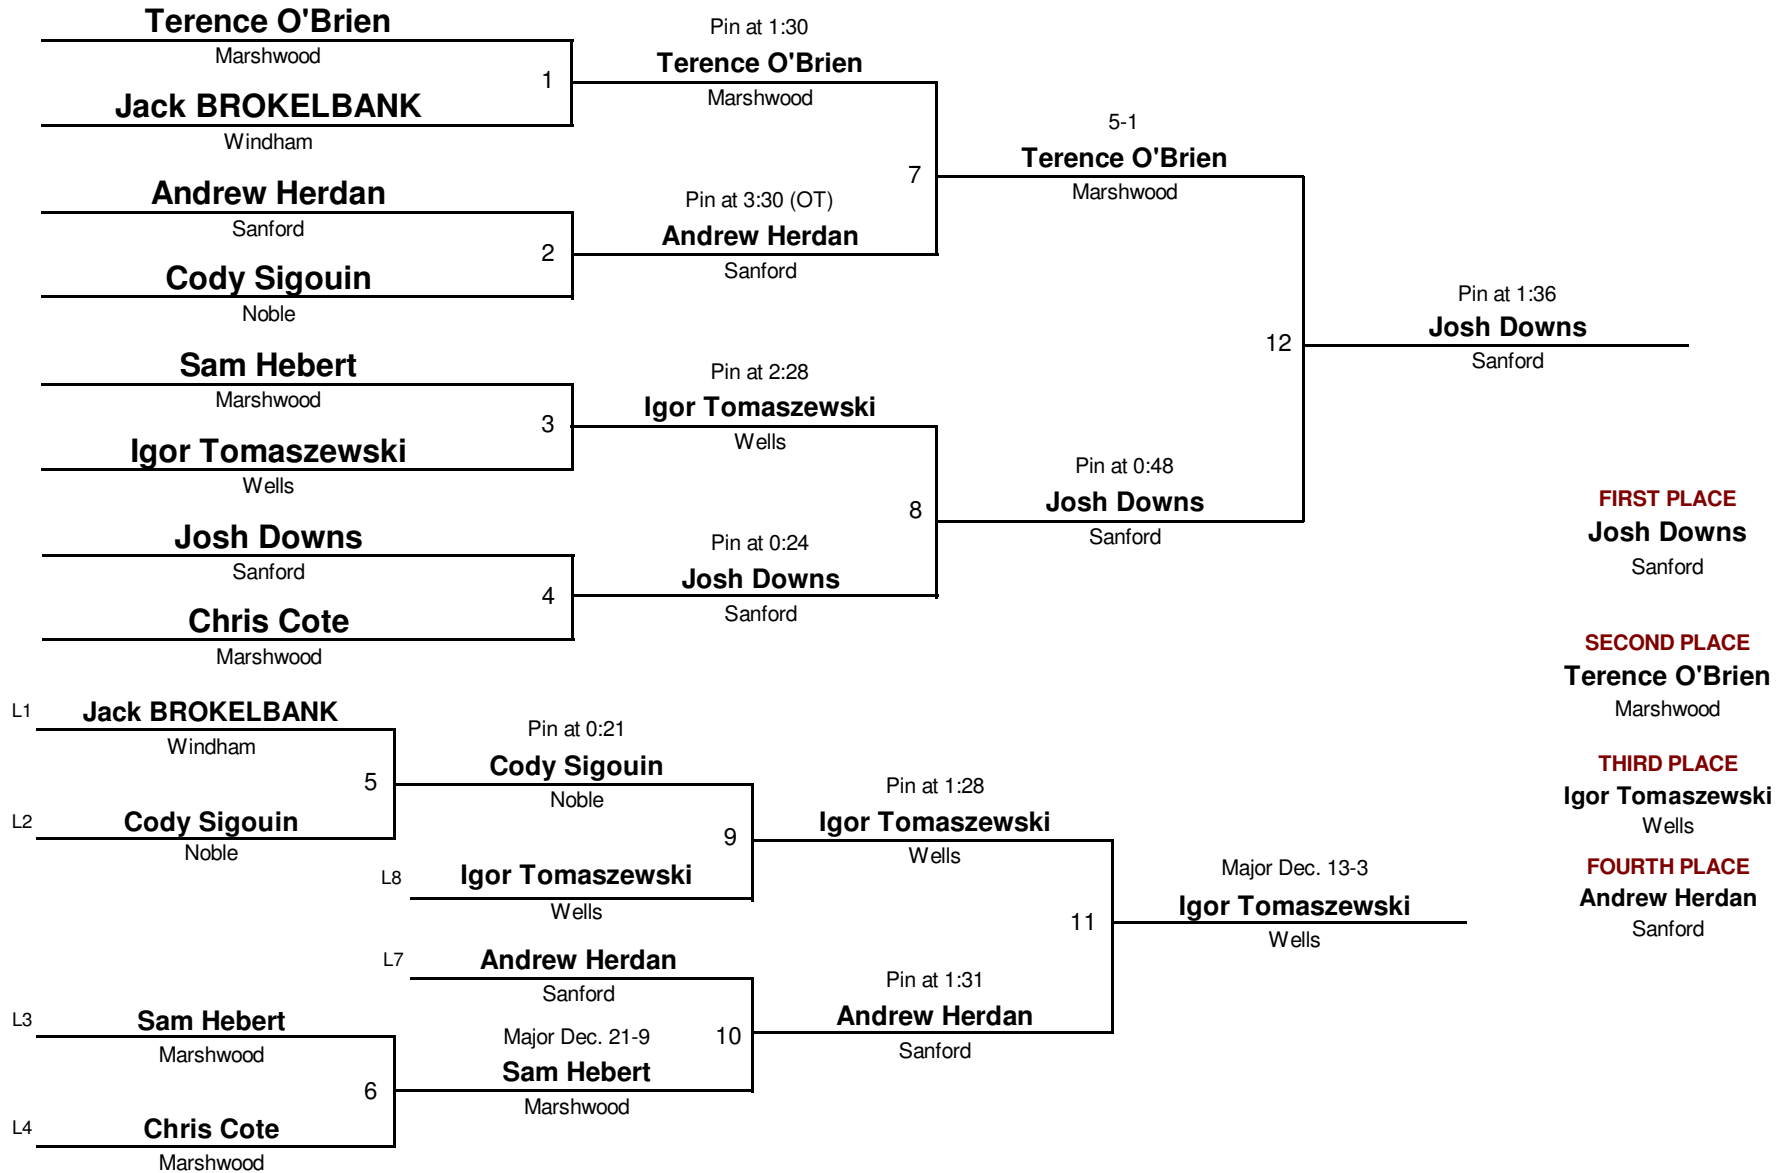 Terence O'Brien
Marshwood
1
Jack BROKELBANK
Windham
Andrew Herdan
Sanford
2
Cody Sigouin
Noble
Sam Hebert
Marshwood
3
Igor Tomaszewski
Wells
Josh Downs
Sanford
4
Chris Cote
Marshwood
Pin at 1:30
Terence O'Brien
Marshwood
7
Pin at 3:30 (OT)
Andrew Herdan
Sanford
Pin at 2:28
Igor Tomaszewski
Wells
8
Pin at 0:24
Josh Downs
Sanford
5-1
Terence O'Brien
Marshwood
12
Pin at 0:48
Josh Downs
Sanford
Pin at 1:36
Josh Downs
Sanford
FIRST PLACE
Josh Downs
Sanford
SECOND PLACE
Terence O'Brien
Marshwood
THIRD PLACE
Igor Tomaszewski
Wells
FOURTH PLACE
Andrew Herdan
Sanford
L1 Jack BROKELBANK
Windham
5
L2 Cody Sigouin
Noble
Pin at 0:21
Cody Sigouin
Noble
9
L8 Igor Tomaszewski
Wells
L7 Andrew Herdan
Sanford
10
L3 Sam Hebert
Marshwood
6
L4 Chris Cote
Marshwood
Major Dec. 21-9
Sam Hebert
Marshwood
Pin at 1:28
Igor Tomaszewski
Wells
11
Pin at 1:31
Andrew Herdan
Sanford
Major Dec. 13-3
Igor Tomaszewski
Wells